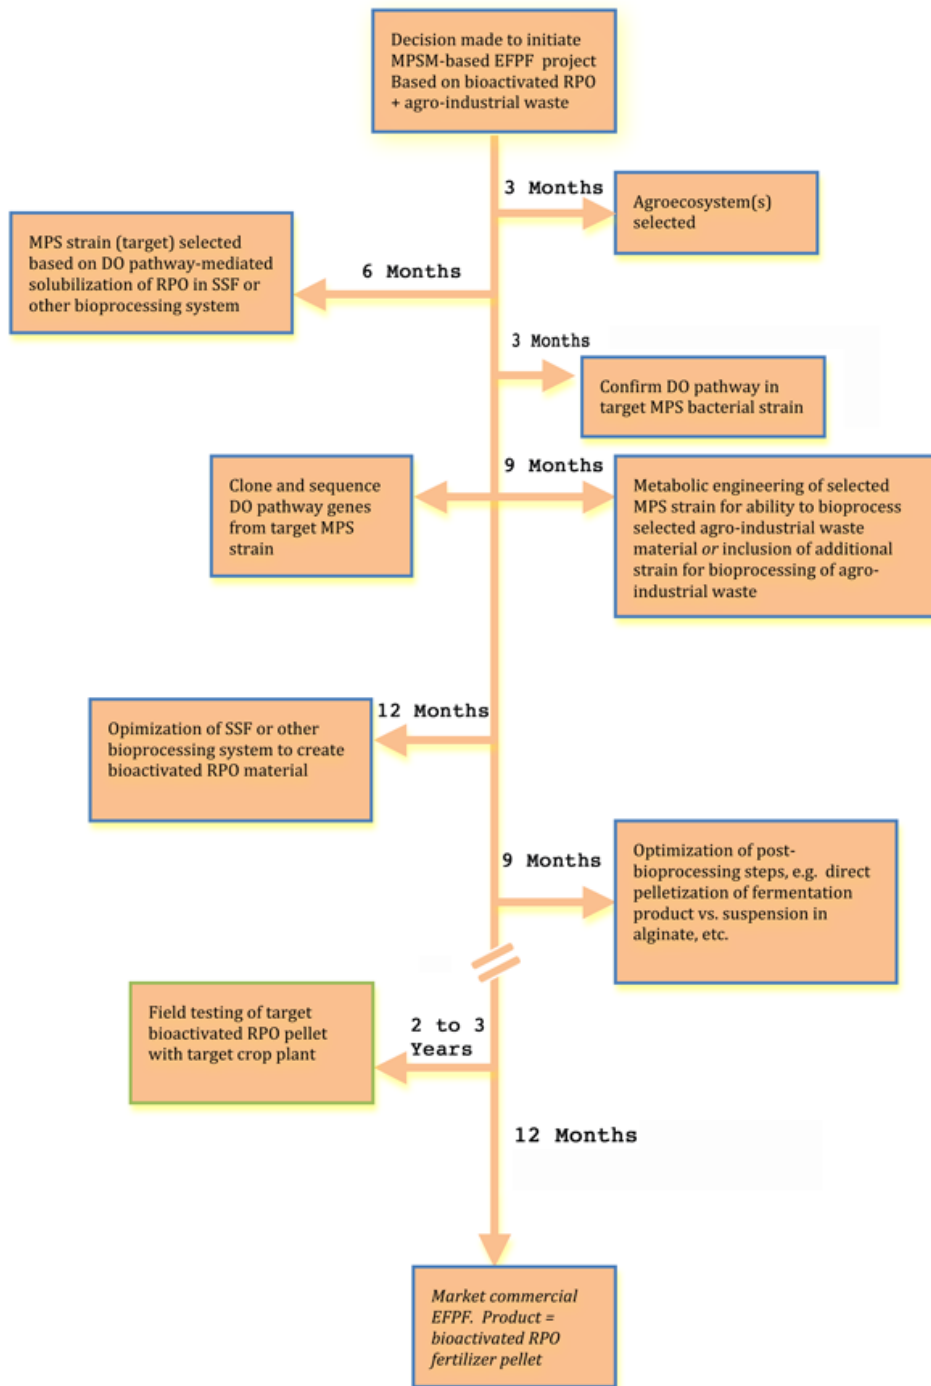 Decision made to initiate
MPSM-based EFPF project
Based on bioactivated RPO
+ agro-industrial waste
3 Months
Agroecosystem(s)
selected
MPS strain (target) selected
based on DO pathway-mediated
solubilization of RPO in SSF or
other bioprocessing system
6 Months
3 Months
Confirm DO pathway in
target MPS bacterial strain
Clone and sequence
DO pathway genes
from target MPS
strain
9 Months
Metabolic engineering of selected
MPS strain for ability to bioprocess
selected agro-industrial waste
material or inclusion of additional
strain for bioprocessing of agro-
industrial waste
12 Months
Opimization of SSF or other
bioprocessing system to create
bioactivated RPO material
9 Months
Optimization of post-
bioprocessing steps, e.g. direct
pelletization of fermentation
product vs. suspension in
alginate, etc.
Field testing of target
bioactivated RPO pellet
with target crop plant
2 to 3
Years
12 Months
Market commercial
EFPF. Product =
bioactivated RPO
fertilizer pellet